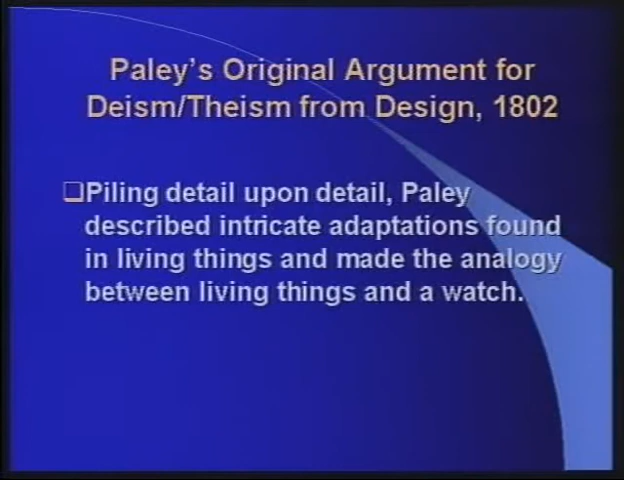 Paley's Original Argument for
Deism/Theism from Design, 1802
❑Piling detail upon detail, Paley
described intricate adaptations found
in living things and made the analogy
between living things and a watch.